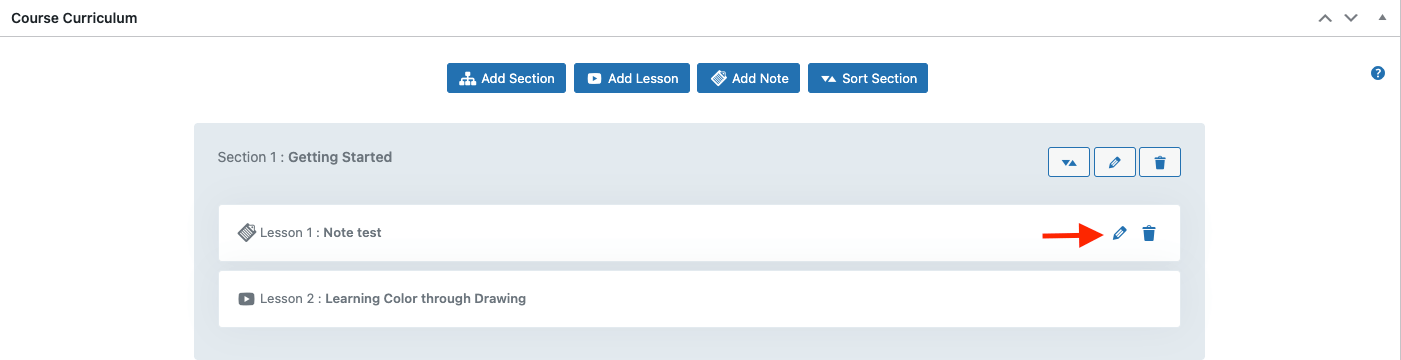 Course Curriculum
Add Section Add Lesson Add Note Sort Section
?
Section 1 : Getting Started
Lesson 1 : Note test
Lesson 2 : Learning Color through Drawing